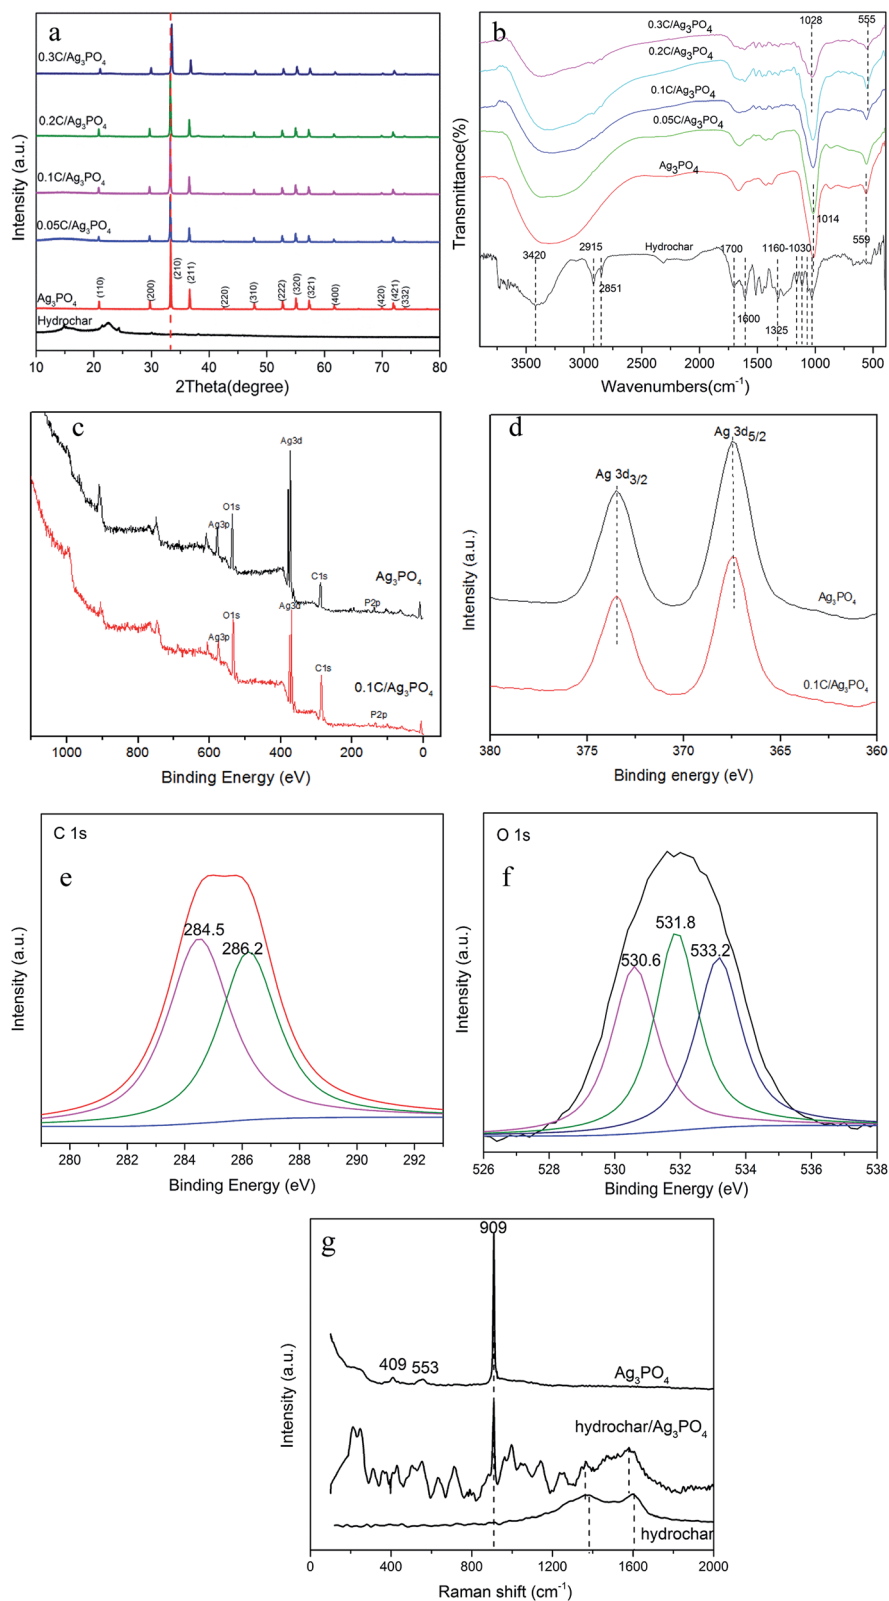 a
0.3C/Ag3PO4
0.2C/Ag3PO4
0.1C/Ag3PO4
0.05C/Ag3PO4
Ag3PO4
Hydrochar
(110)
(200)
(210)
(211)
(220)
(310)
(222)
(320)
(321)
(400)
(420)
(421)
(332)
10 20 30 40 50 60 70 80
2Theta(degree)
Intensity (a.u.)
b
0.3C/Ag3PO4
0.2C/Ag3PO4
0.1C/Ag3PO4
0.05C/Ag3PO4
Ag3PO4
Hydrochar
1028
555
1014
559
3420
2915
2851
1700
1600
1325
1160-1030
3500 3000 2500 2000 1500 1000 500
Wavenumbers(cm-1)
Transmittance(%)
c
Ag3d
O1s
Ag3p
C1s
P2p
Ag3PO4
Ag3d
O1s
Ag3p
C1s
P2p
0.1C/Ag3PO4
1000 800 600 400 200 0
Binding Energy (eV)
d
Ag 3d3/2
Ag 3d5/2
Ag3PO4
0.1C/Ag3PO4
380 375 370 365 360
Binding energy (eV)
Intensity (a.u.)
C 1s
e
284.5
286.2
280 282 284 286 288 290 292
Binding Energy (eV)
Intensity (a.u.)
O 1s
f
530.6
531.8
533.2
526 528 530 532 534 536 538
Binding Energy (eV)
Intensity (a.u.)
g
909
409
553
Ag3PO4
hydrochar/Ag3PO4
hydrochar
0 400 800 1200 1600 2000
Raman shift (cm-1)
Intensity (a.u.)